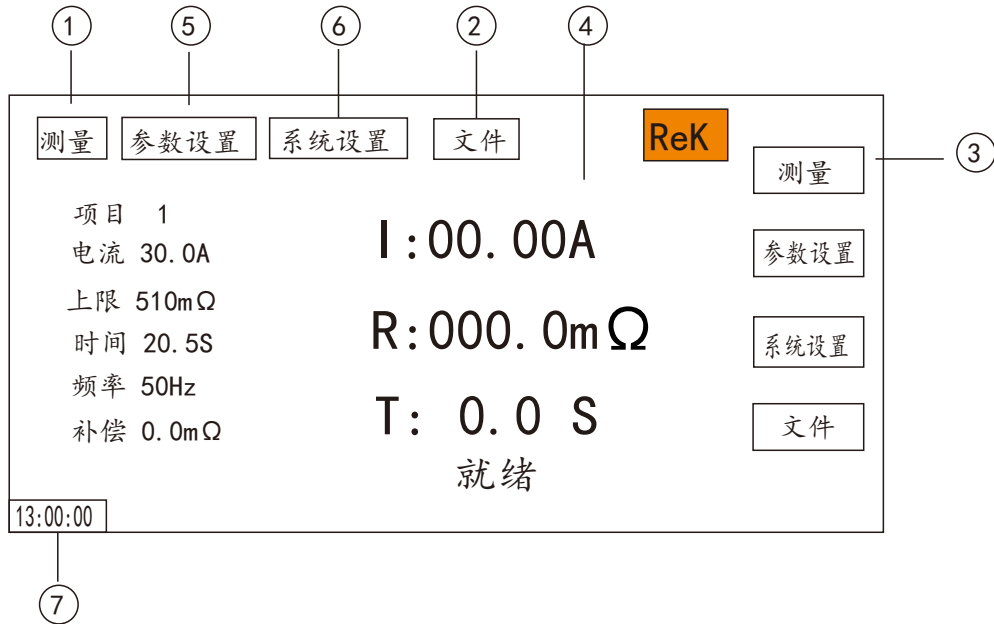 1 5 6 2 4
测量 参数设置 系统设置 文件 ReK
3
测量
参数设置
系统设置
文件
项目 1
电流 30.0A
上限 510mΩ
时间 20.5S
频率 50Hz
补偿 0.0mΩ
I:00.00A
R:000.0mΩ
T: 0.0 S
就绪
13:00:00
7